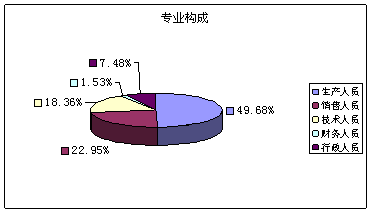 专业构成
7.48%
1.53%
18.36%
49.68%
22.95%
生产人员
销售人员
技术人员
财务人员
行政人员